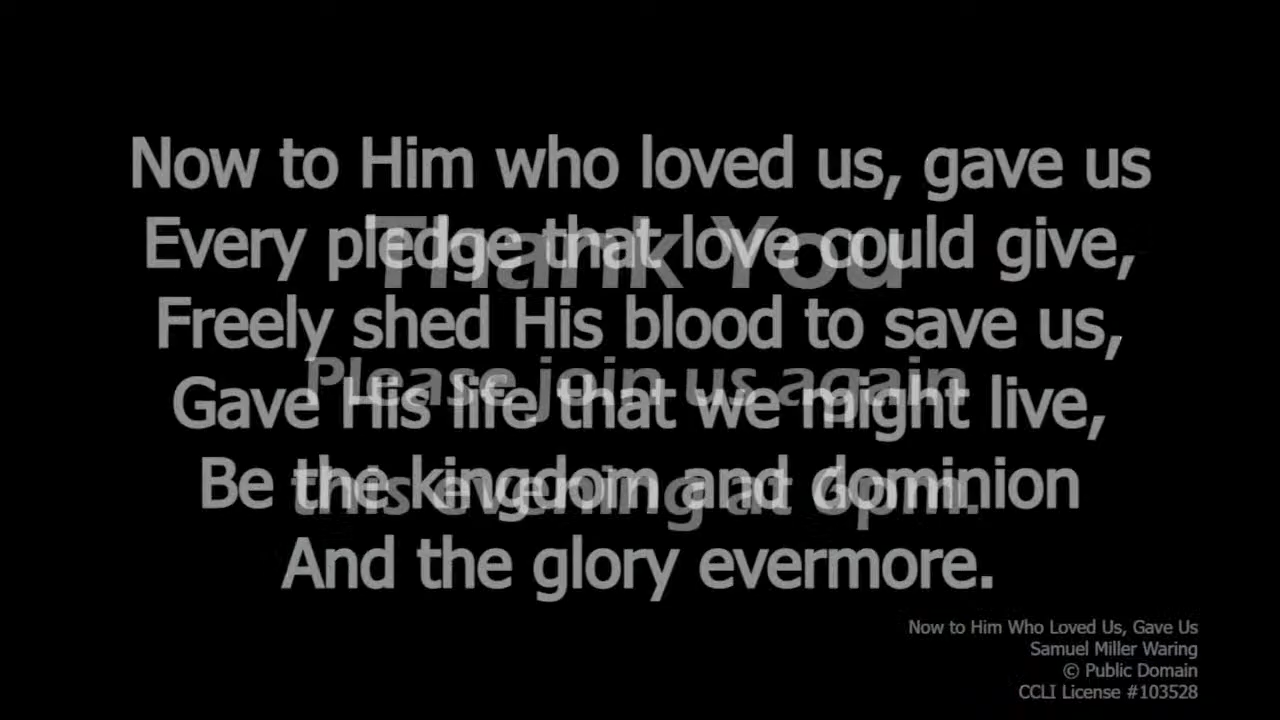 Now to Him who loved us, gave us
Every pledge that love could give,
Freely shed His blood to save us,
Gave His life that we might live,
Be the kingdom and dominion
And the glory evermore.
Thank You
Please join us again
this evening at 6pm.
Now to Him Who Loved Us, Gave Us
Samuel Miller Waring
© Public Domain
CCLI License #103528